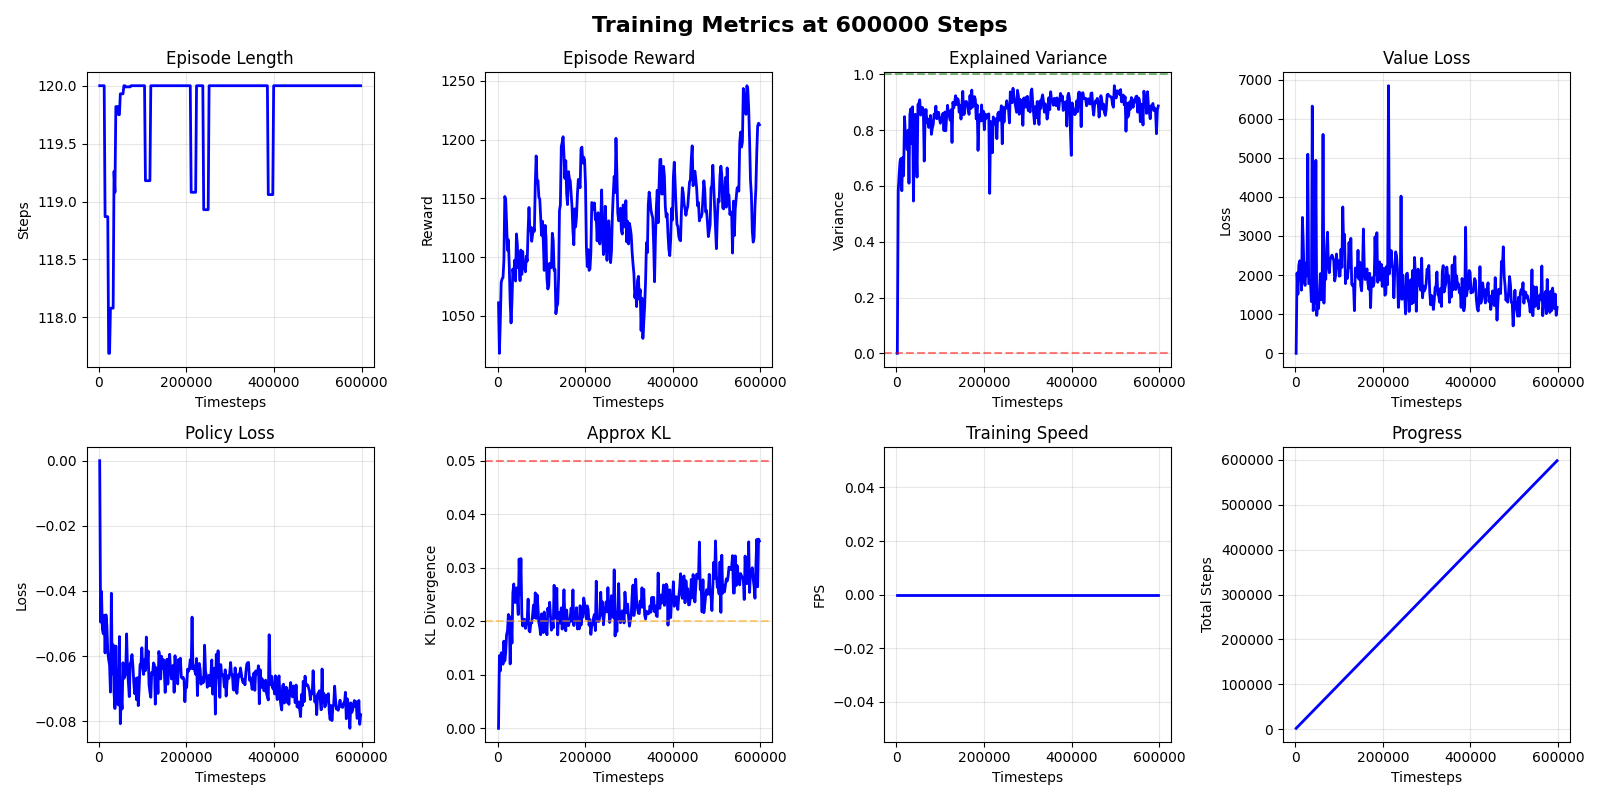 Training Metrics at 600000 Steps
Episode Length
Steps
120.0
119.5
119.0
118.5
118.0
0 200000 400000 600000
Timesteps
Episode Reward
Reward
1250
1200
1150
1100
1050
0 200000 400000 600000
Timesteps
Explained Variance
Variance
1.0
0.8
0.6
0.4
0.2
0.0
0 200000 400000 600000
Timesteps
Value Loss
Loss
7000
6000
5000
4000
3000
2000
1000
0
0 200000 400000 600000
Timesteps
Policy Loss
Loss
0.00
−0.02
−0.04
−0.06
−0.08
0 200000 400000 600000
Timesteps
Approx KL
KL Divergence
0.05
0.04
0.03
0.02
0.01
0.00
0 200000 400000 600000
Timesteps
Training Speed
FPS
0.04
0.02
0.00
−0.02
−0.04
0 200000 400000 600000
Timesteps
Progress
Total Steps
600000
500000
400000
300000
200000
100000
0
0 200000 400000 600000
Timesteps